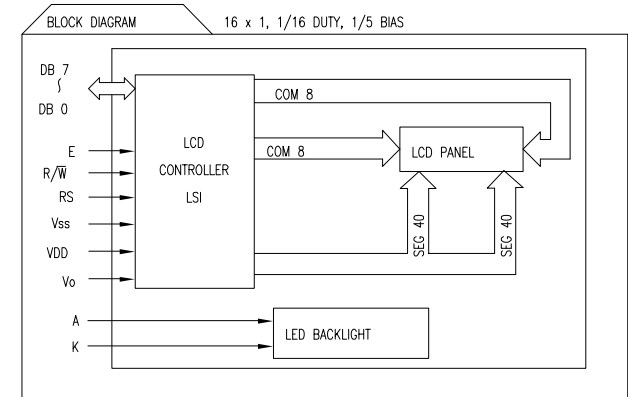 BLOCK DIAGRAM
16 x 1, 1/16 DUTY, 1/5 BIAS
DB 7
DB 0
E
R/W̅
RS
Vss
VDD
Vo
A
K
LCD
CONTROLLER
LSI
COM 8
COM 8
LCD PANEL
SEG 40
SEG 40
LED BACKLIGHT